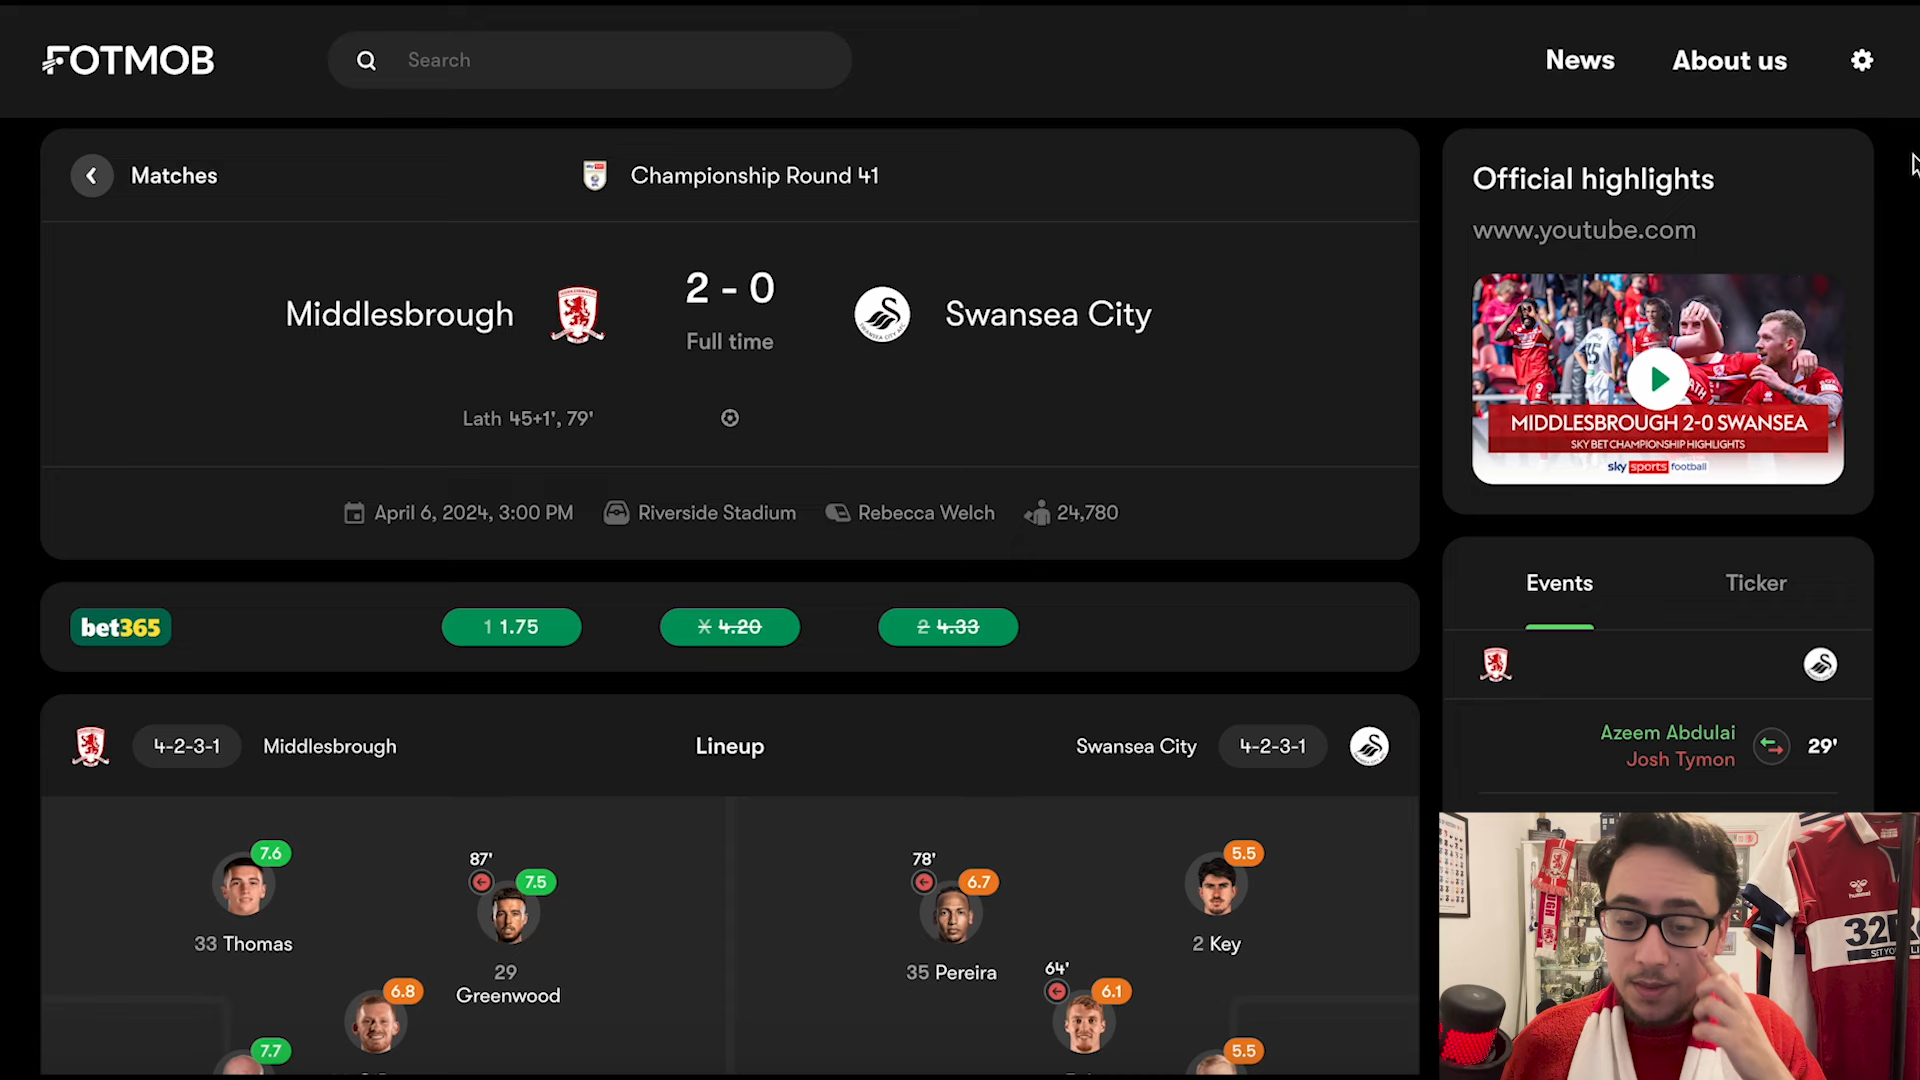 FOTMOB
Search
News
About us
Matches
Championship Round 41
Middlesbrough
2 - 0
Full time
Swansea City
Lath 45+1', 79'
April 6, 2024, 3:00 PM
Riverside Stadium
Rebecca Welch
24,780
Official highlights
www.youtube.com
MIDDLESBROUGH 2-0 SWANSEA
SKY BET CHAMPIONSHIP HIGHLIGHTS
sky sports football
bet365
1 1.75
X 4.20
2 4.33
Events
Ticker
Azeem Abdulai
Josh Tymon
29'
4-2-3-1
Middlesbrough
Lineup
Swansea City
4-2-3-1
7.6
33 Thomas
87'
7.5
29
Greenwood
6.8
7.7
78'
6.7
35 Pereira
5.5
2 Key
64'
6.1
5.5
hummel